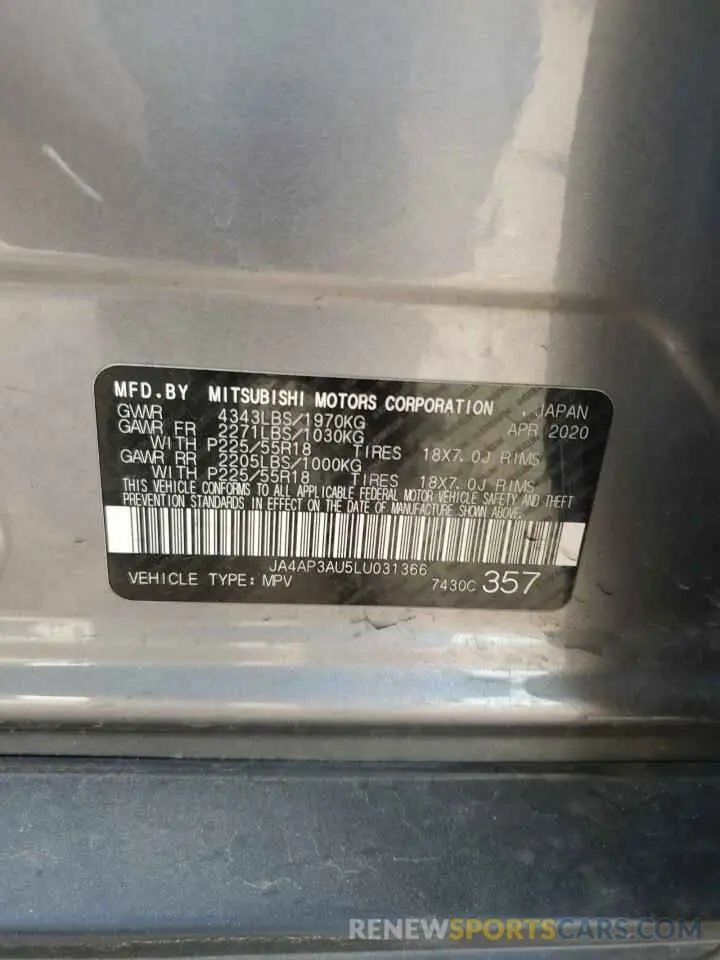 MFD.BY MITSUBISHI MOTORS CORPORATION , JAPAN
GVWR 4343LBS/1970KG APR 2020
GAWR FR 2271LBS/1030KG
WITH P225/55R18 TIRES 18X7.0J RIMS
GAWR RR 2205LBS/1000KG
WITH P225/55R18 TIRES 18X7.0J RIMS
THIS VEHICLE CONFORMS TO ALL APPLICABLE FEDERAL MOTOR VEHICLE SAFETY AND THEFT
PREVENTION STANDARDS IN EFFECT ON THE DATE OF MANUFACTURE SHOWN ABOVE.
JA4AP3AU5LU031366
VEHICLE TYPE: MPV 7430C 357
RENEWSPORTSCARS.COM